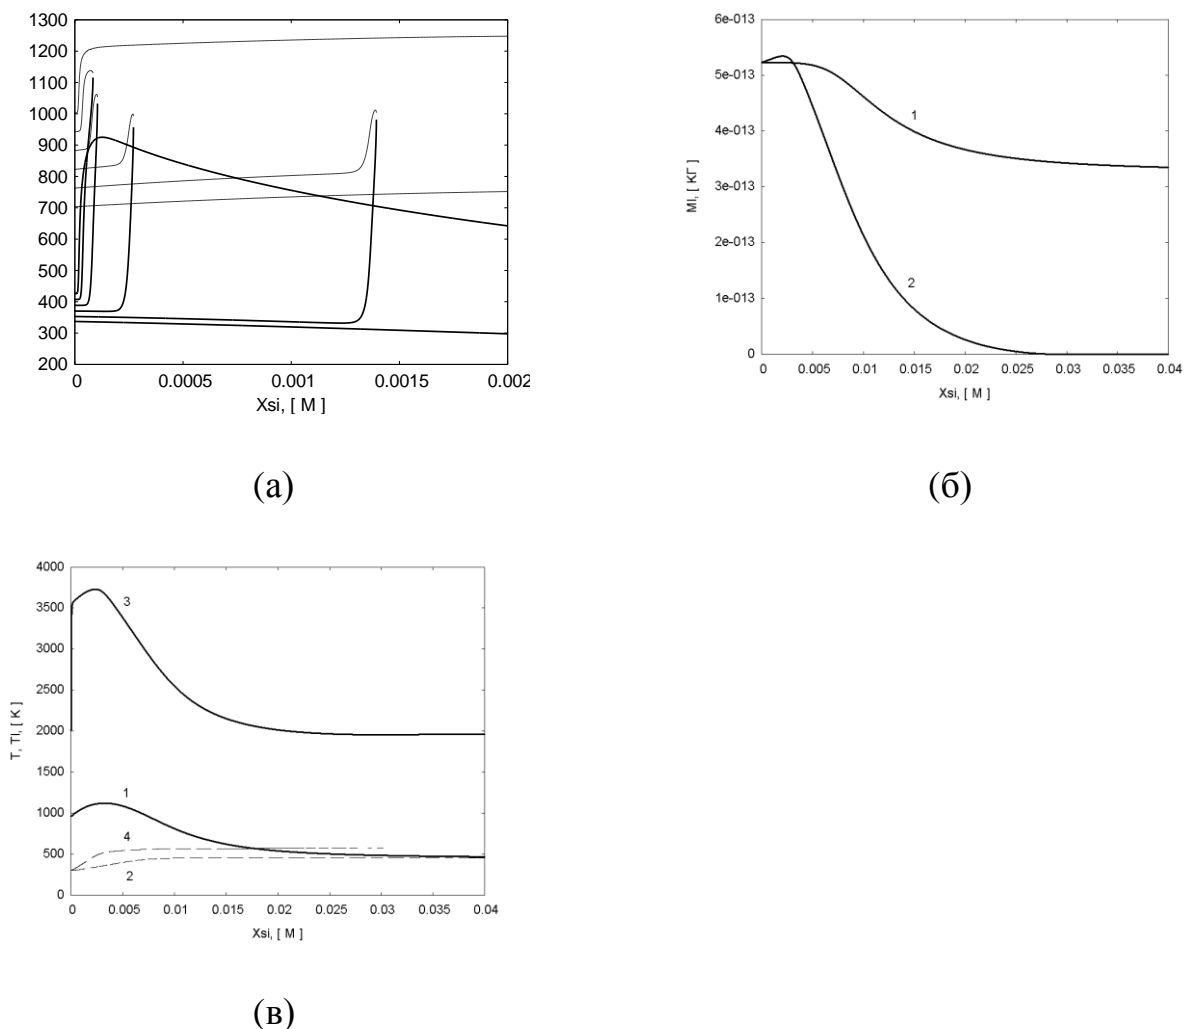 1300
1200
1100
1000
900
800
700
600
500
400
300
200
0 0.0005 0.001 0.0015 0.002
Xsi, [ M ]
(а)
6e-013
5e-013
4e-013
3e-013
2e-013
1e-013
0
Ml, [ КГ ]
1
2
0 0.005 0.01 0.015 0.02 0.025 0.03 0.035 0.04
Xsi, [ M ]
(б)
4000
3500
3000
2500
2000
1500
1000
500
0
T, Tl, [ K ]
3
1
4
2
0 0.005 0.01 0.015 0.02 0.025 0.03 0.035 0.04
Xsi, [ M ]
(в)